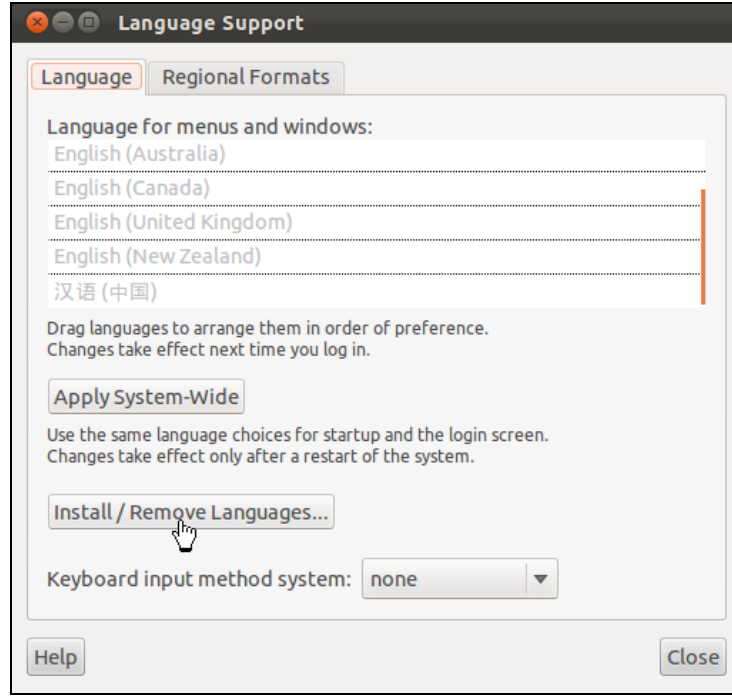 Language Support
Language Regional Formats
Language for menus and windows:
English (Australia)
English (Canada)
English (United Kingdom)
English (New Zealand)
汉语 (中国)
Drag languages to arrange them in order of preference.
Changes take effect next time you log in.
Apply System-Wide
Use the same language choices for startup and the login screen.
Changes take effect only after a restart of the system.
Install / Remove Languages...
Keyboard input method system: none
Help Close